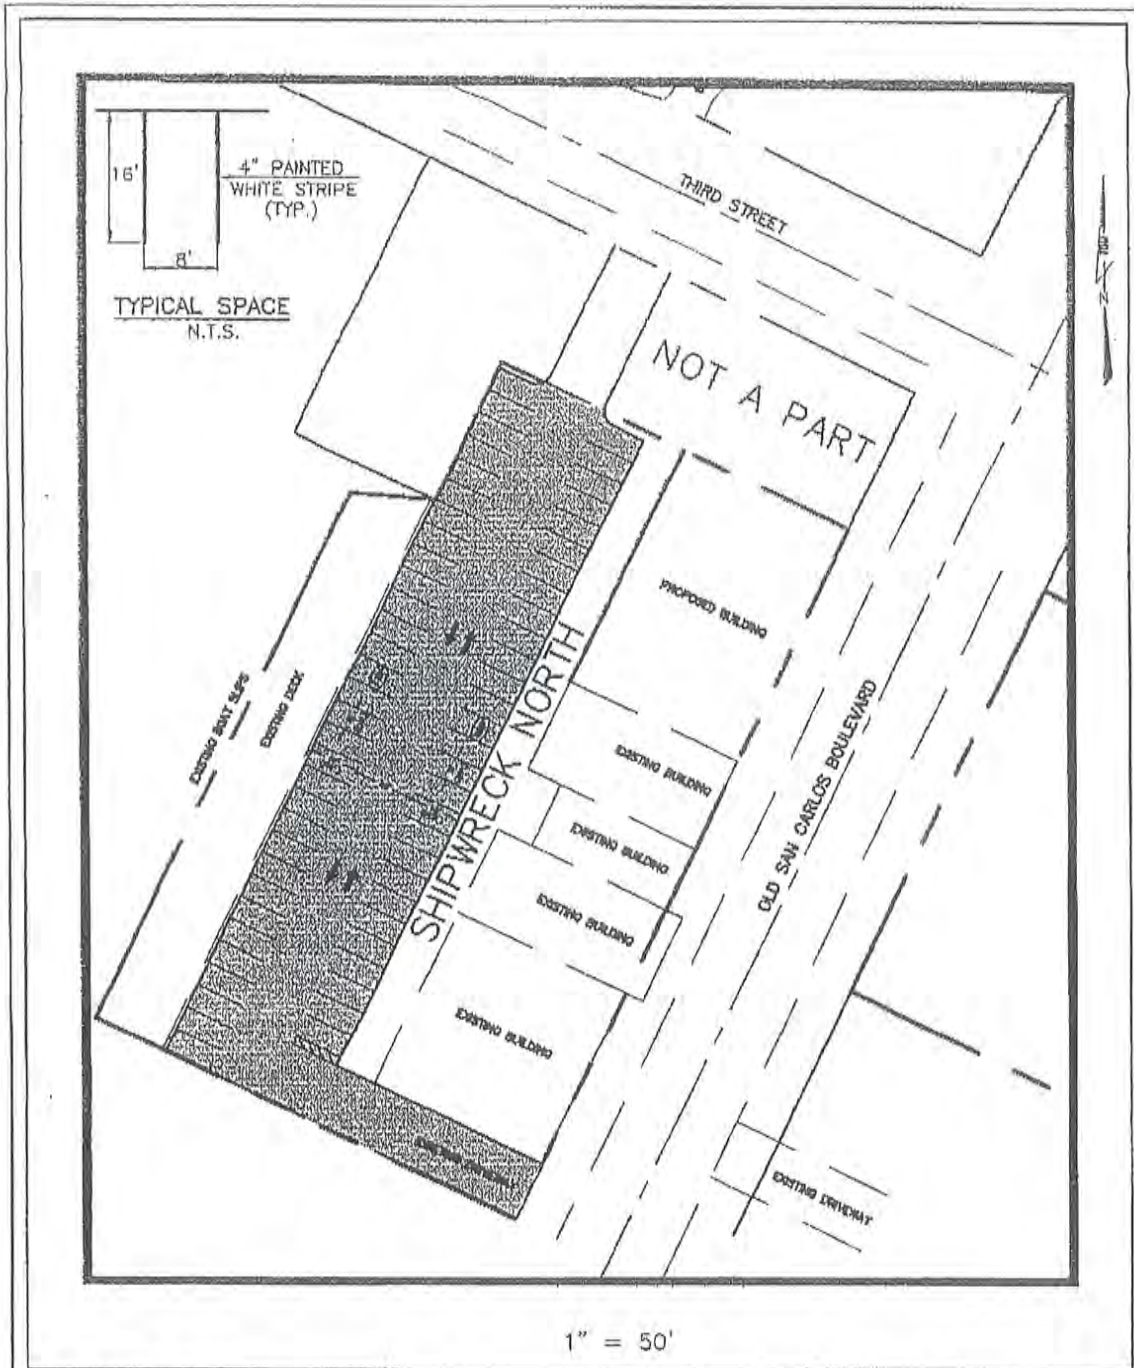 16'
4" PAINTED
WHITE STRIPE
(TYP.)
8'
TYPICAL SPACE
N.T.S.
THIRD STREET
N
NOT A PART
PROPOSED BUILDING
EXISTING BOAT SLIPS
EXISTING DECK
SHIPWRECK NORTH
EXISTING BUILDING
EXISTING BUILDING
EXISTING BUILDING
EXISTING BUILDING
OLD SAN CARLOS BOULEVARD
EXISTING DRIVEWAY
1" = 50'